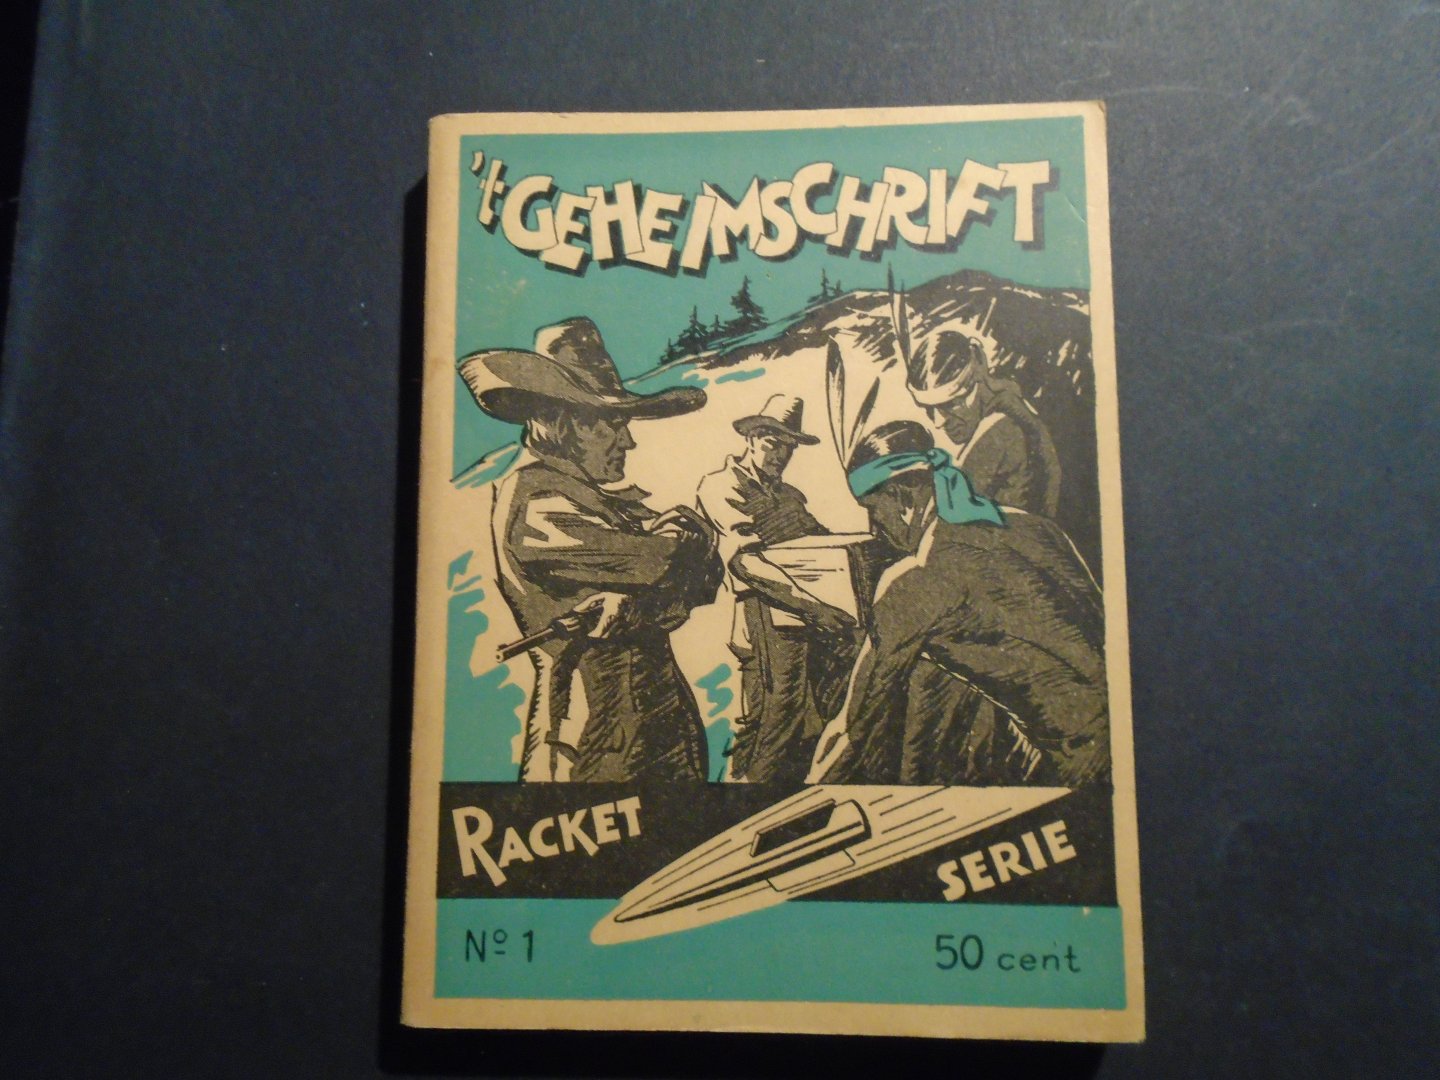 't GEHEIMSCHRIFT
RACKET
SERIE
Nº 1
50 cent